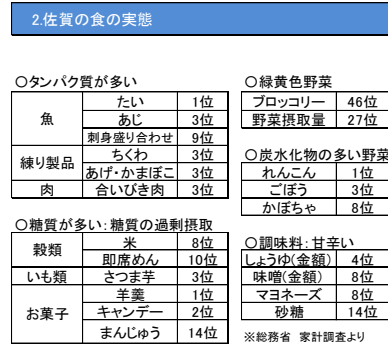 2.佐賀の食の実態
〇タンパク質が多い
魚
たい 1位
あじ 3位
刺身盛り合わせ 9位
練り製品
ちくわ 3位
あげ・かまぼこ 3位
肉 合いびき肉 3位
〇糖質が多い:糖質の過剰摂取
穀類
米 8位
即席めん 10位
いも類 さつま芋 3位
お菓子
羊羹 1位
キャンデー 2位
まんじゅう 14位
〇緑黄色野菜
ブロッコリー 46位
野菜摂取量 27位
〇炭水化物の多い野菜
れんこん 1位
ごぼう 3位
かぼちゃ 8位
〇調味料:甘辛い
しょうゆ(金額) 4位
味噌(金額) 8位
マヨネーズ 8位
砂糖 14位
※総務省 家計調査より